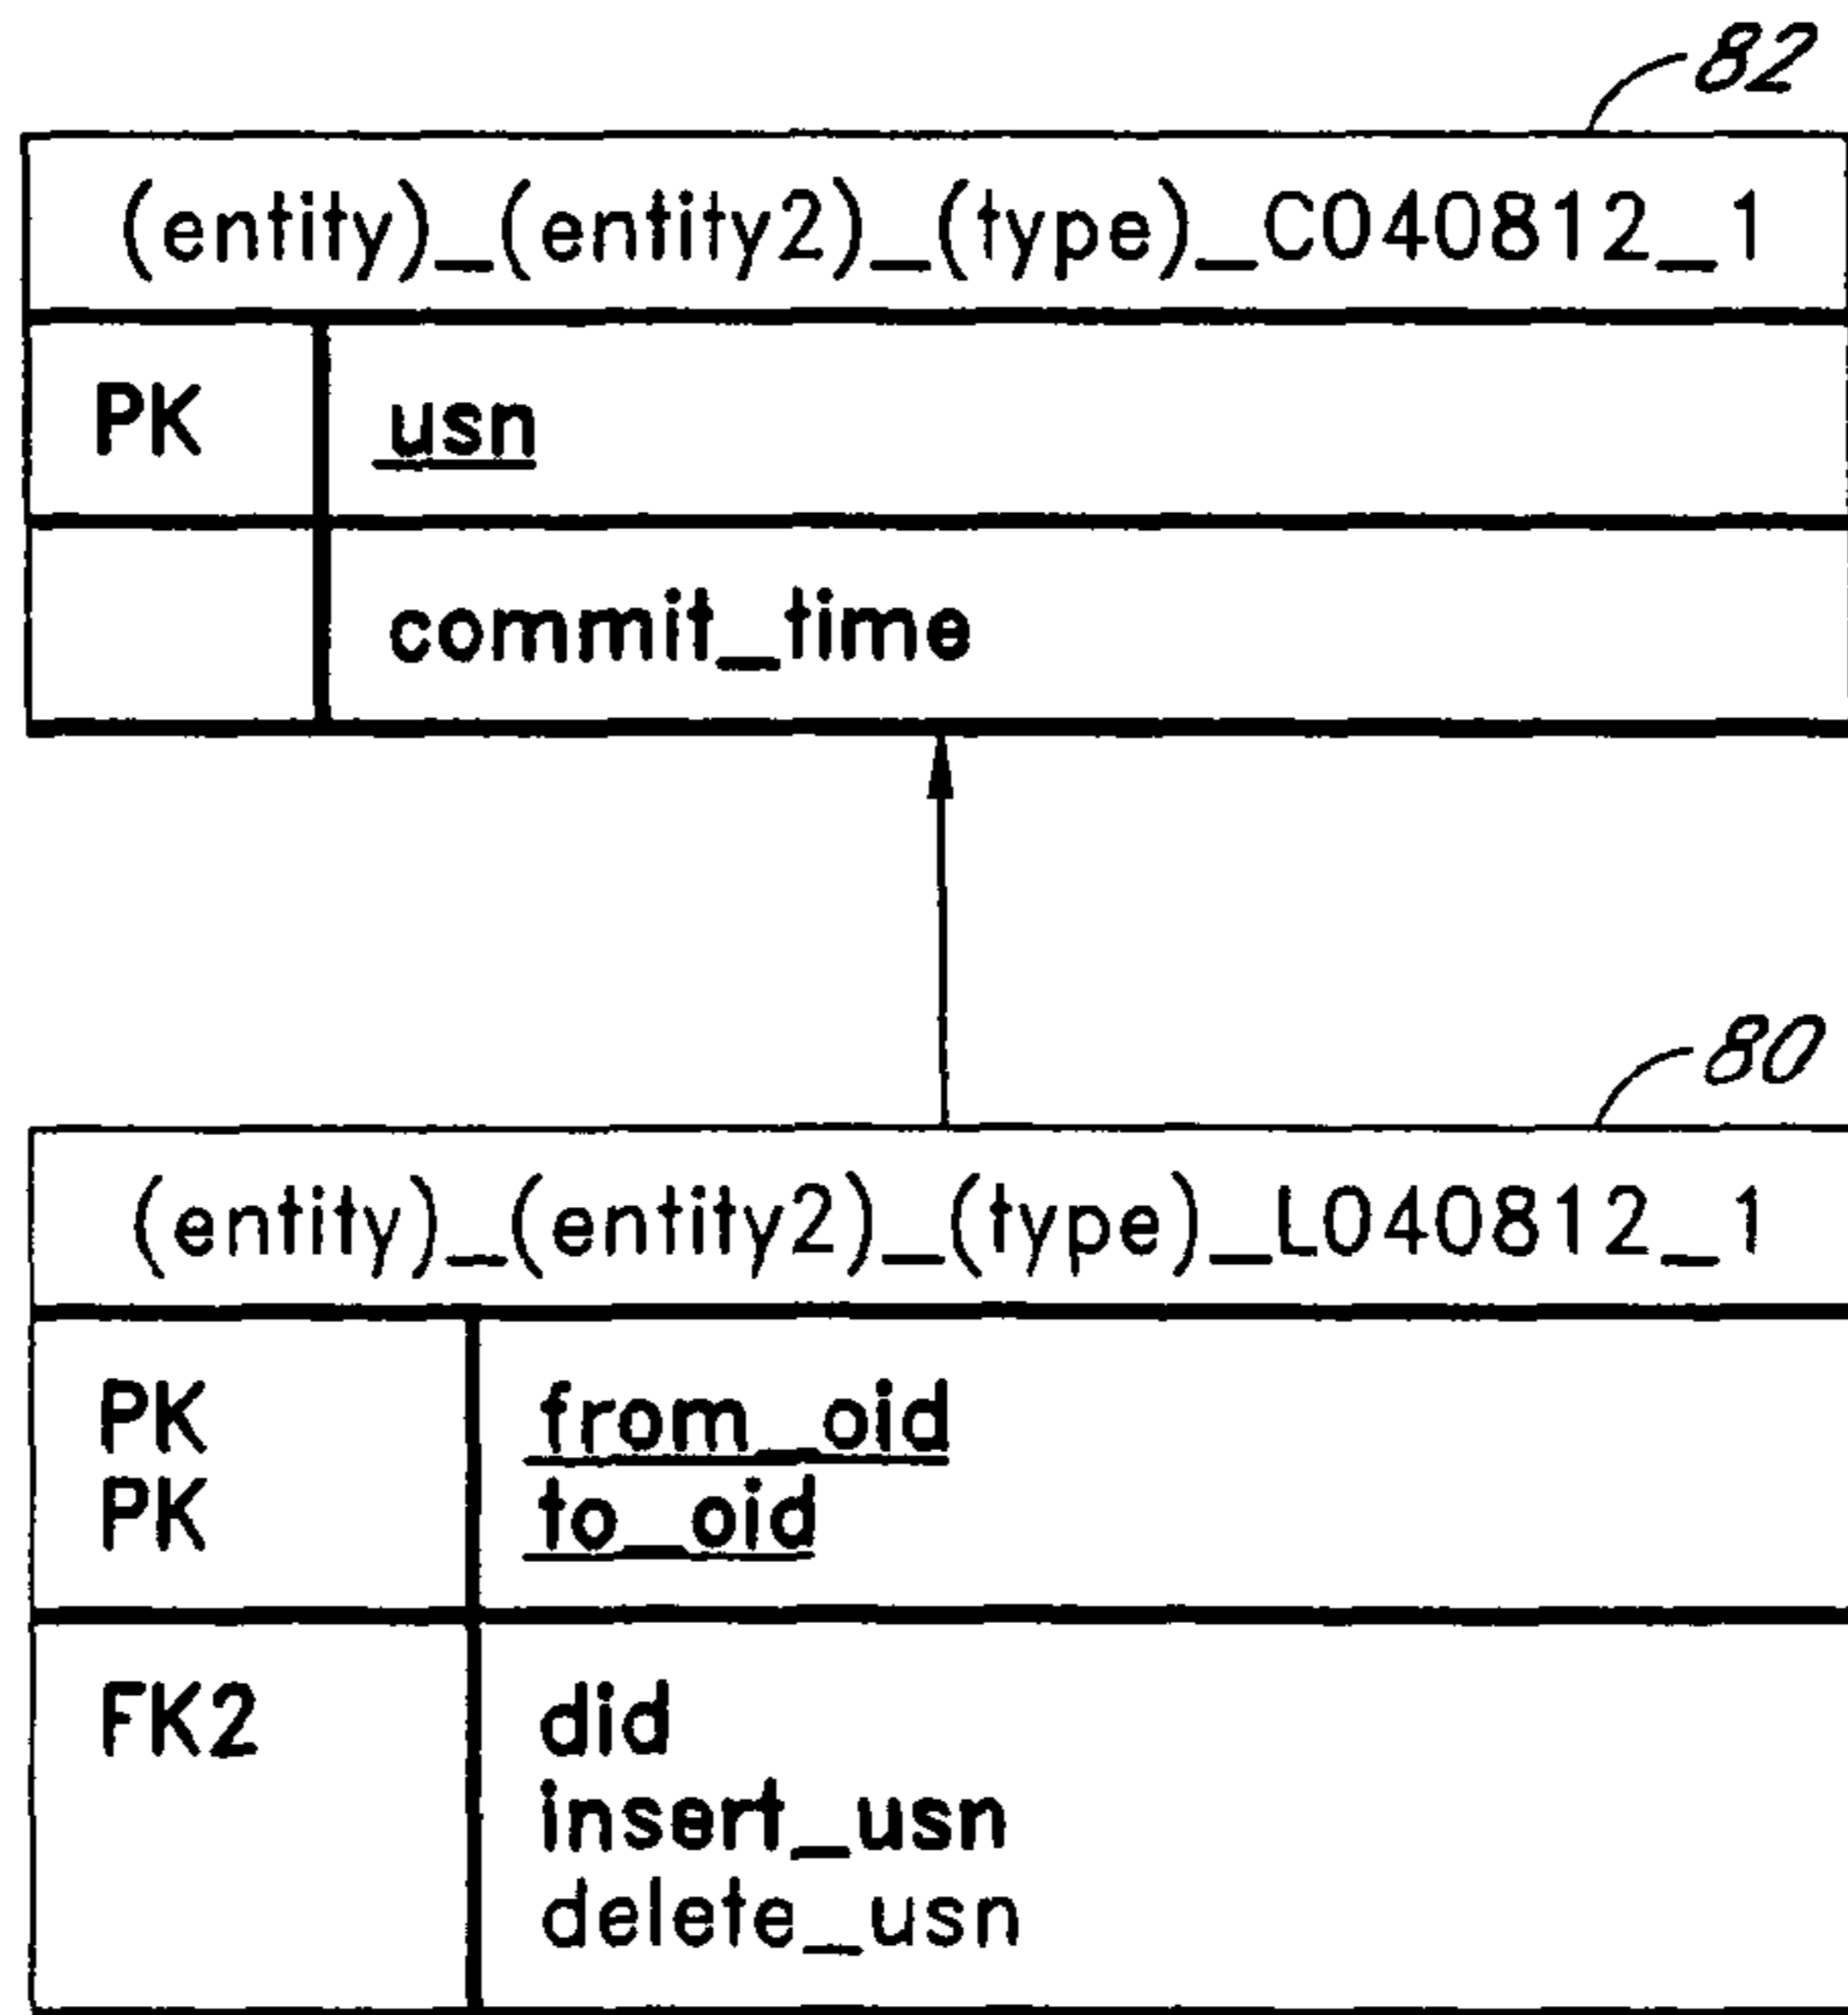 82
(entity)_(entity2)_(type)_C040812_1
PK usn
commit_time
80
(entity)_(entity2)_(type)_L040812_1
PK from_oid
PK to_oid
FK2 did
insert_usn
delete_usn